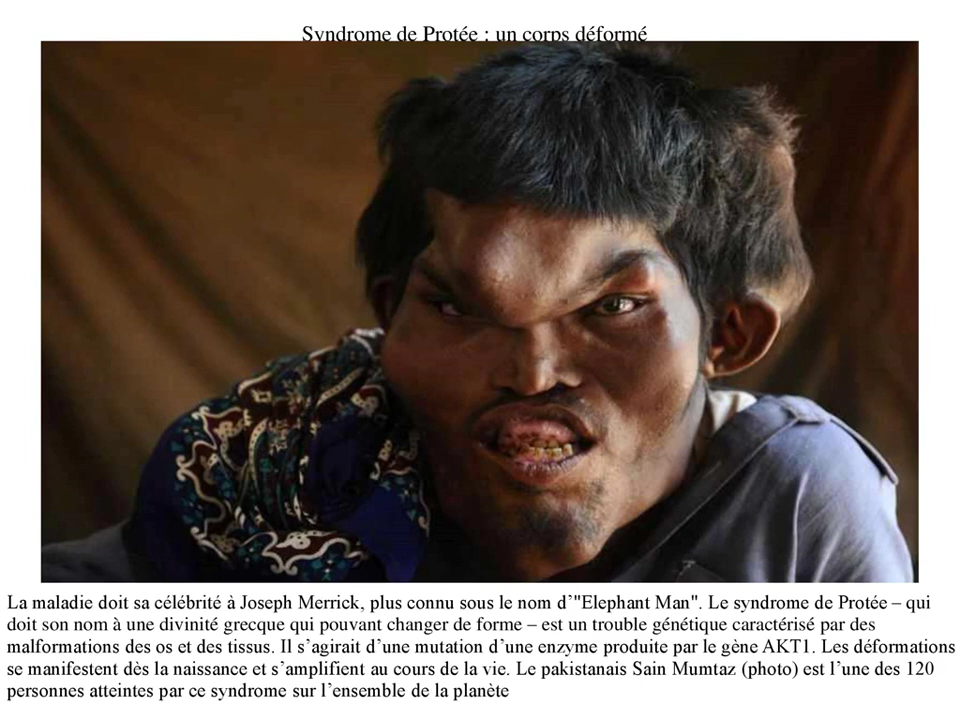 Syndrome de Protée : un corps déformé
La maladie doit sa célébrité à Joseph Merrick, plus connu sous le nom d’"Elephant Man". Le syndrome de Protée – qui
doit son nom à une divinité grecque qui pouvant changer de forme – est un trouble génétique caractérisé par des
malformations des os et des tissus. Il s’agirait d’une mutation d’une enzyme produite par le gène AKT1. Les déformations
se manifestent dès la naissance et s’amplifient au cours de la vie. Le pakistanais Sain Mumtaz (photo) est l’une des 120
personnes atteintes par ce syndrome sur l’ensemble de la planète